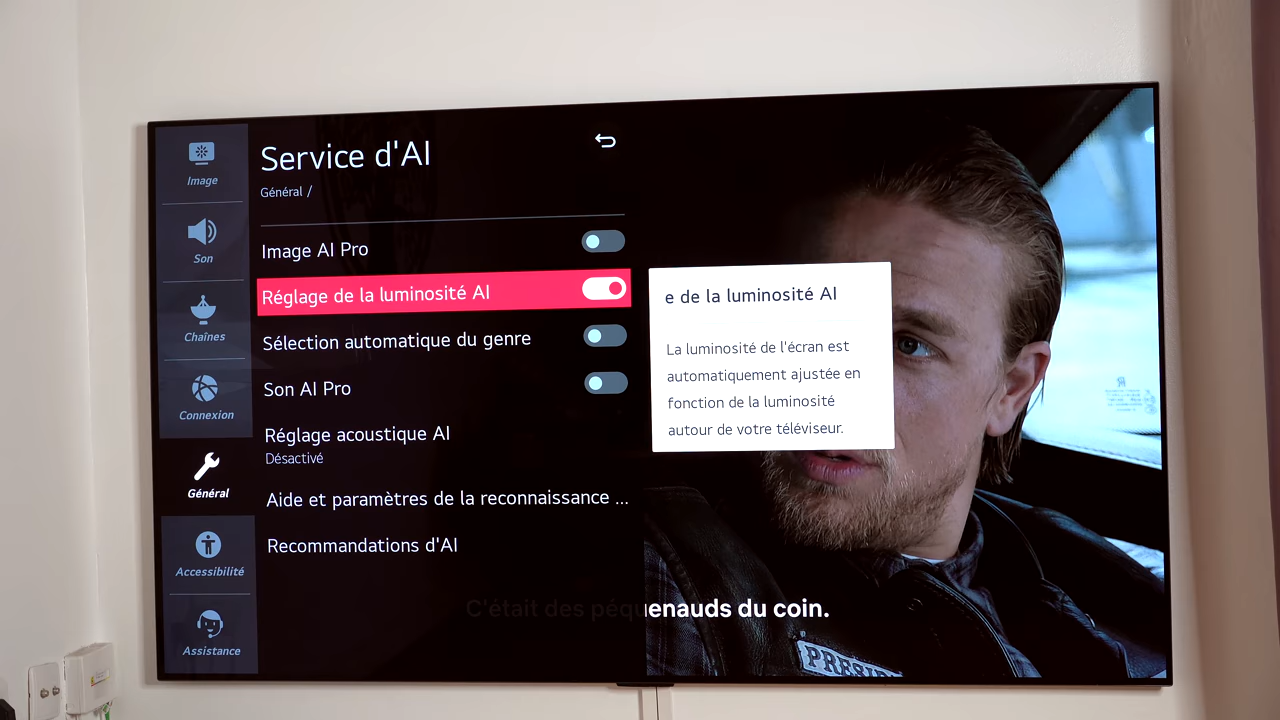 Image
Son
Chaînes
Connexion
Général
Accessibilité
Assistance
Service d'AI
Général /
Image AI Pro
Réglage de la luminosité AI
Sélection automatique du genre
Son AI Pro
Réglage acoustique AI
Désactivé
Aide et paramètres de la reconnaissance ...
Recommandations d'AI
e de la luminosité AI
La luminosité de l'écran est
automatiquement ajustée en
fonction de la luminosité
autour de votre téléviseur.
C'était des péquenauds du coin.